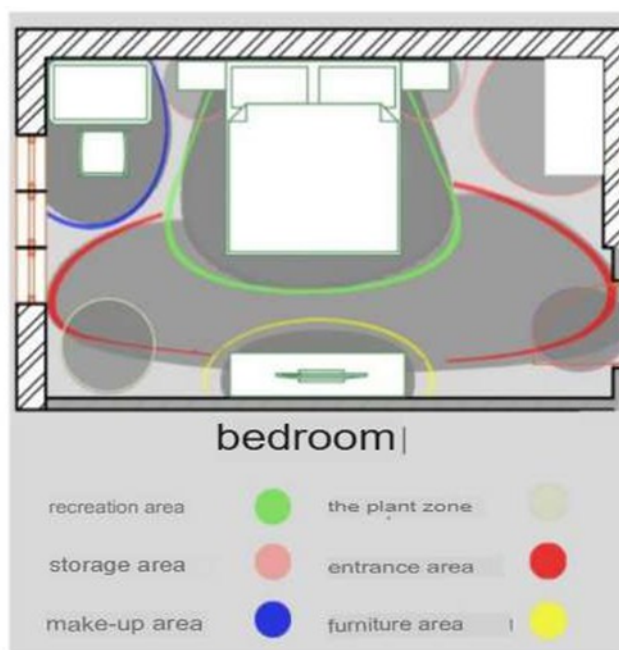 bedroom
recreation area
the plant zone
storage area
entrance area
make-up area
furniture area